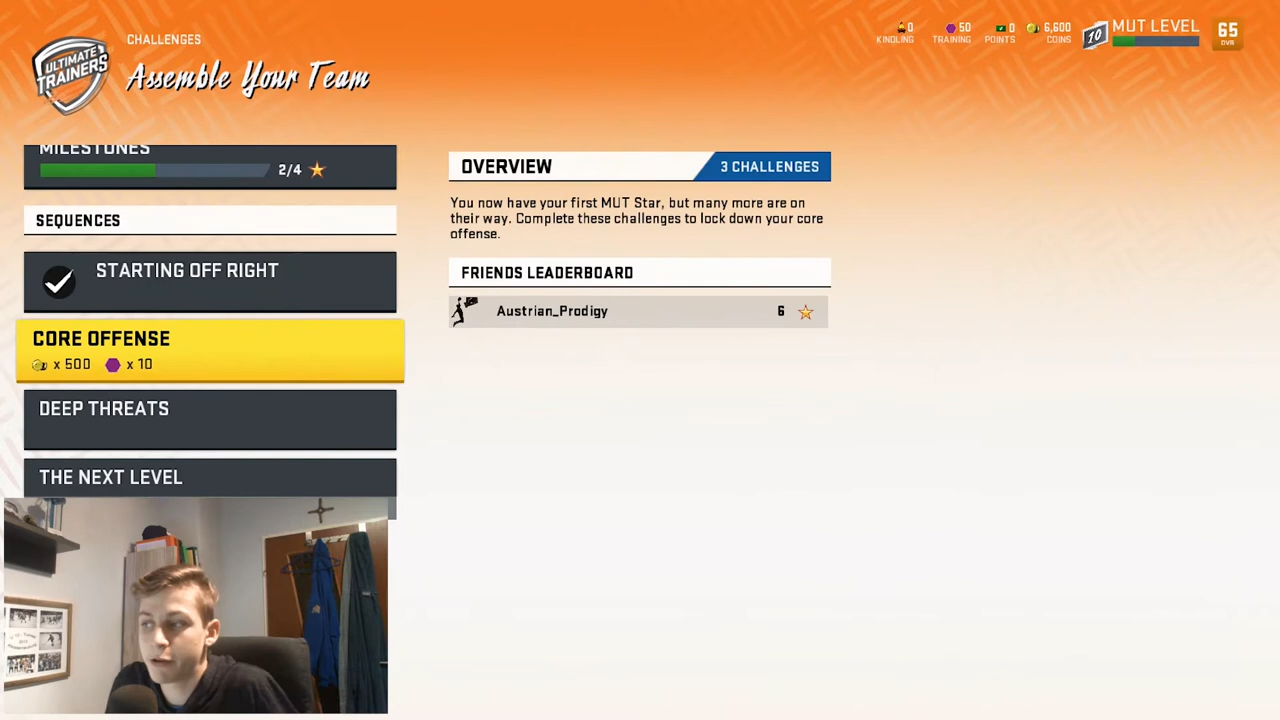 CHALLENGES
Assemble Your Team
ULTIMATE
TRAINERS
0
KINDLING
50
TRAINING
0
POINTS
6,600
COINS
10
MUT LEVEL
65
OVR
MILESTONES
2/4
SEQUENCES
STARTING OFF RIGHT
CORE OFFENSE
x 500
x 10
DEEP THREATS
THE NEXT LEVEL
OVERVIEW
3 CHALLENGES
You now have your first MUT Star, but many more are on
their way. Complete these challenges to lock down your core
offense.
FRIENDS LEADERBOARD
Austrian_Prodigy
6